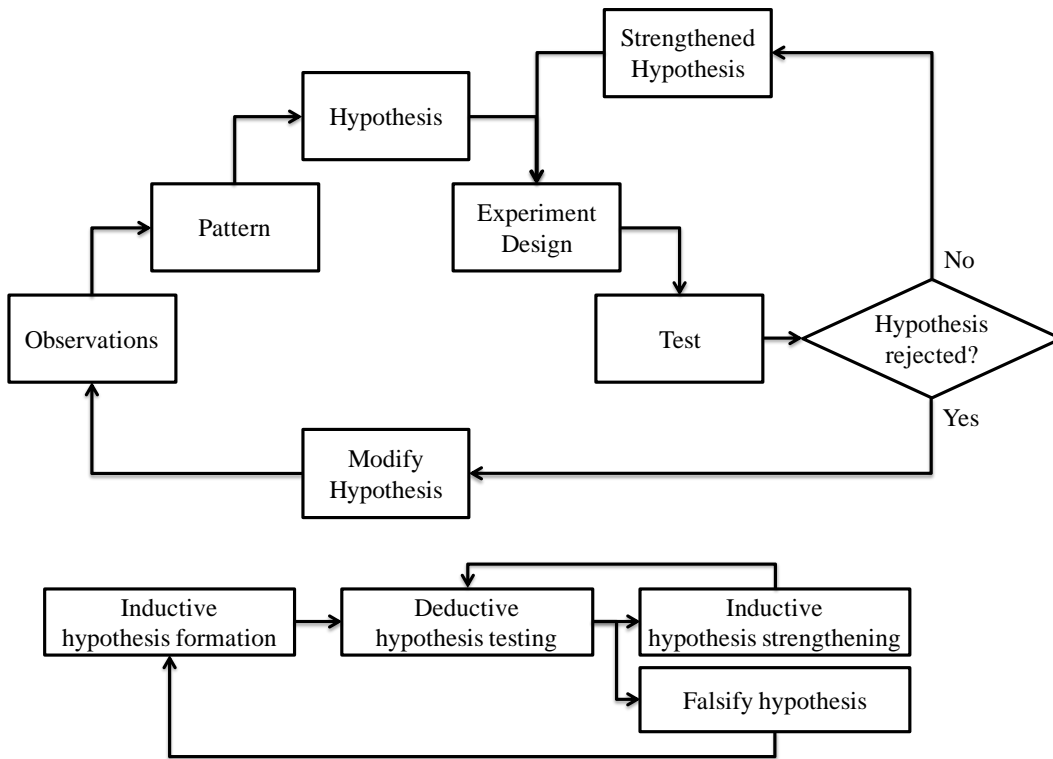 Strengthened
Hypothesis
Hypothesis
Pattern
Experiment
Design
No
Observations
Test
Hypothesis
rejected?
Yes
Modify
Hypothesis
Inductive
hypothesis formation
Deductive
hypothesis testing
Inductive
hypothesis strengthening
Falsify hypothesis